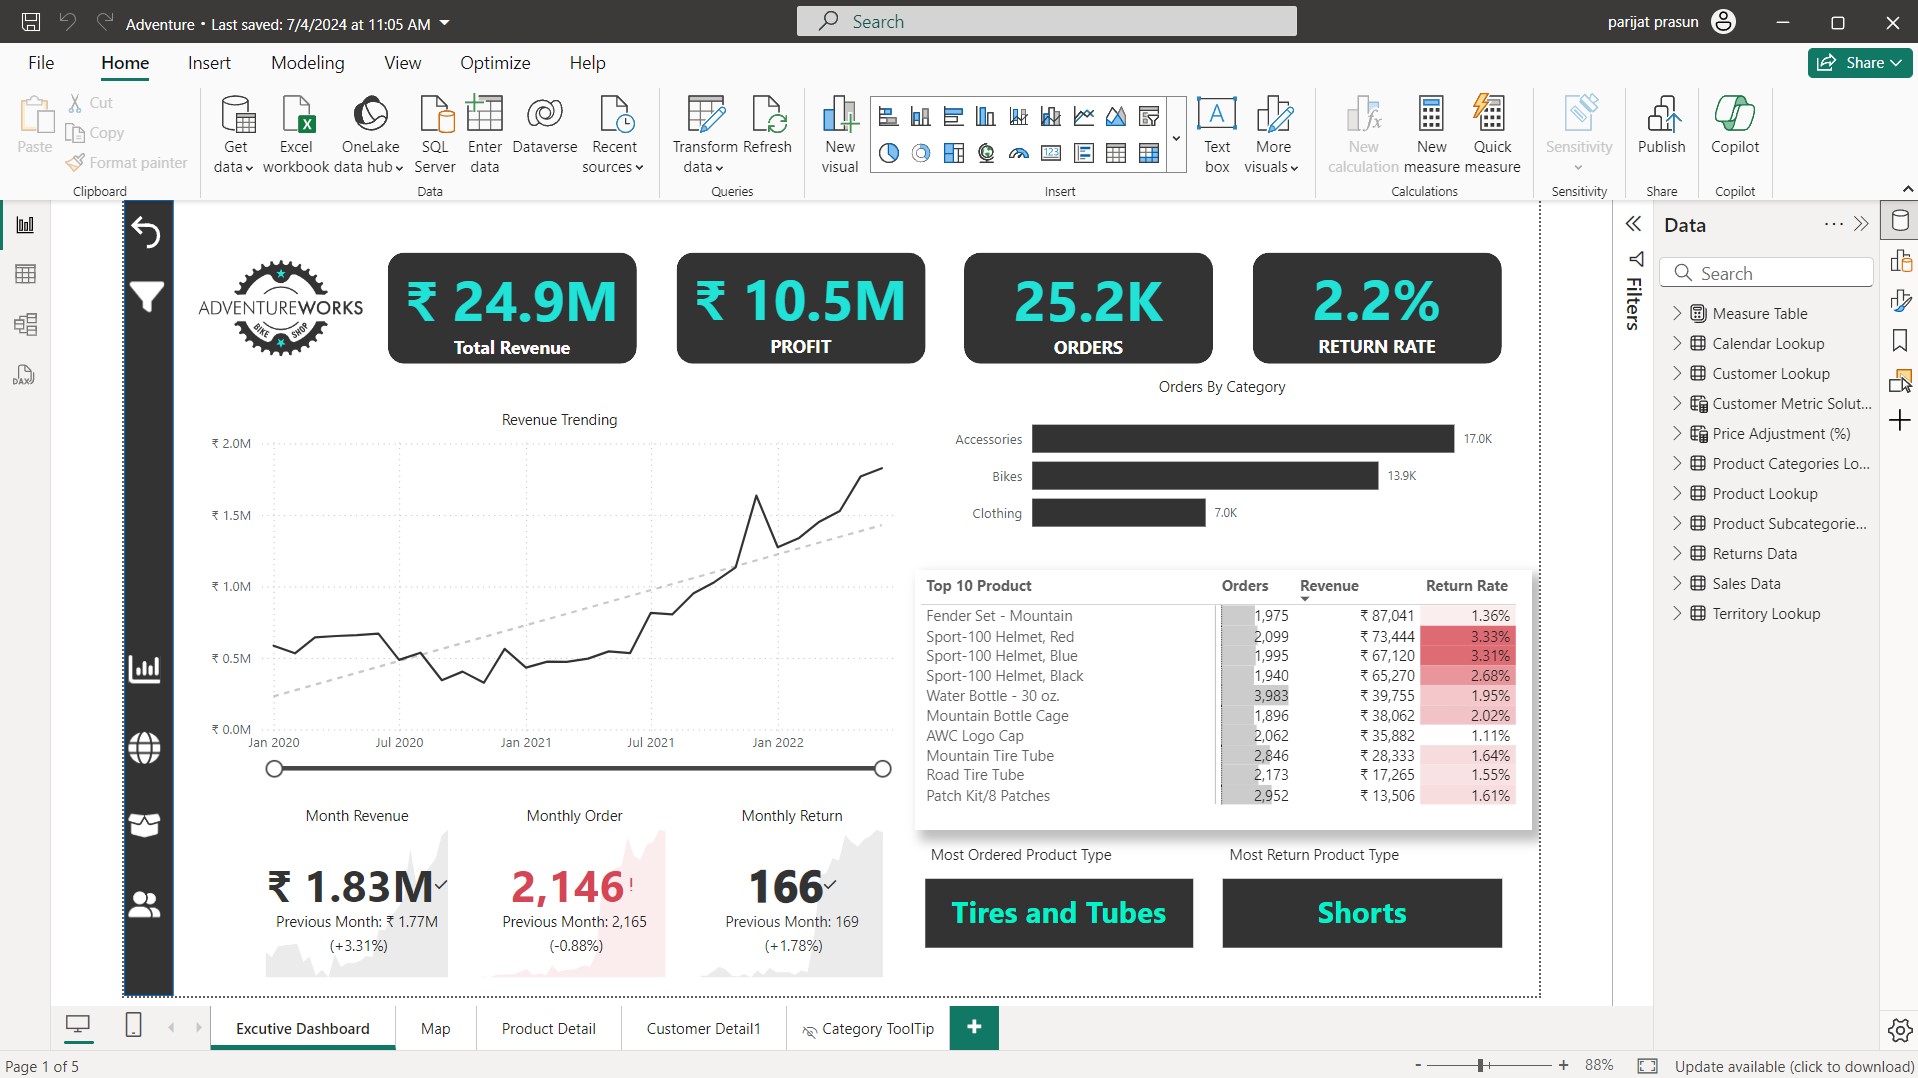 Adventure • Last saved: 7/4/2024 at 11:05 AM
Search
parijat prasun
File Home Insert Modeling View Optimize Help
Share
Paste
Cut
Copy
Format painter
Clipboard
Get data
Excel workbook
OneLake data hub
SQL Server
Enter data
Dataverse
Recent sources
Data
Transform data
Refresh
Queries
New visual
123
A
Text box
More visuals
Insert
New calculation
New measure
Quick measure
Calculations
Sensitivity
Sensitivity
Publish
Share
Copilot
Copilot
DAX
ADVENTUREWORKS
BIKE SHOP
₹ 24.9M
Total Revenue
₹ 10.5M
PROFIT
25.2K
ORDERS
2.2%
RETURN RATE
Revenue Trending
₹ 2.0M
₹ 1.5M
₹ 1.0M
₹ 0.5M
₹ 0.0M
Jan 2020 Jul 2020 Jan 2021 Jul 2021 Jan 2022
Orders By Category
Accessories 17.0K
Bikes 13.9K
Clothing 7.0K
Top 10 Product Orders Revenue Return Rate
Fender Set - Mountain 1,975 ₹ 87,041 1.36%
Sport-100 Helmet, Red 2,099 ₹ 73,444 3.33%
Sport-100 Helmet, Blue 1,995 ₹ 67,120 3.31%
Sport-100 Helmet, Black 1,940 ₹ 65,270 2.68%
Water Bottle - 30 oz. 3,983 ₹ 39,755 1.95%
Mountain Bottle Cage 1,896 ₹ 38,062 2.02%
AWC Logo Cap 2,062 ₹ 35,882 1.11%
Mountain Tire Tube 2,846 ₹ 28,333 1.64%
Road Tire Tube 2,173 ₹ 17,265 1.55%
Patch Kit/8 Patches 2,952 ₹ 13,506 1.61%
Month Revenue
₹ 1.83M
Previous Month: ₹ 1.77M
(+3.31%)
Monthly Order
2,146!
Previous Month: 2,165
(-0.88%)
Monthly Return
166
Previous Month: 169
(+1.78%)
Most Ordered Product Type
Tires and Tubes
Most Return Product Type
Shorts
Filters
Data
Search
Measure Table
Calendar Lookup
Customer Lookup
Customer Metric Solut...
Price Adjustment (%)
Product Categories Lo...
Product Lookup
Product Subcategorie...
Returns Data
Sales Data
Territory Lookup
Excutive Dashboard Map Product Detail Customer Detail1 Category ToolTip +
Page 1 of 5
- + 88%
Update available (click to download)